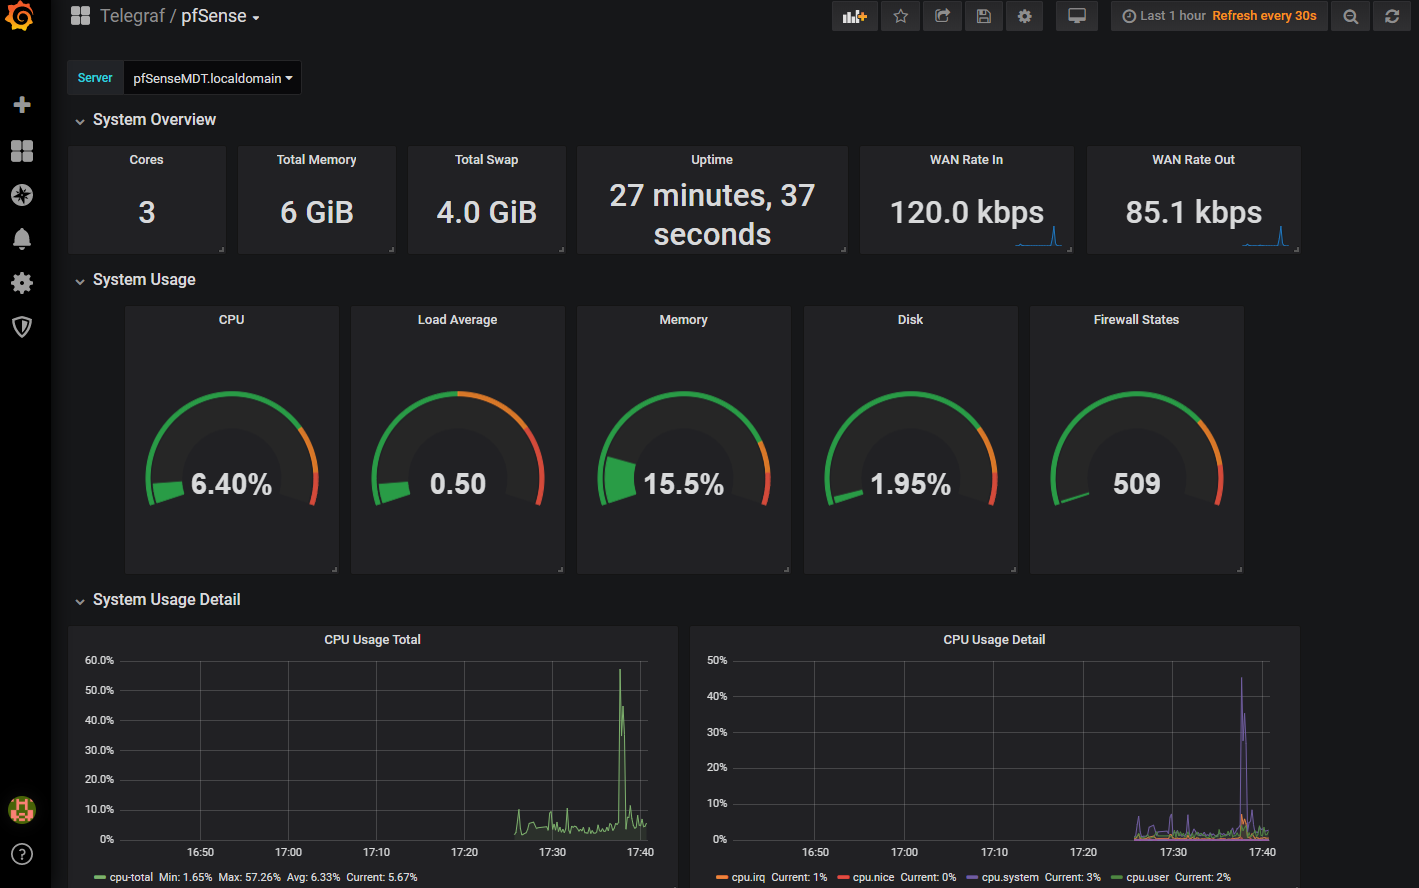 Telegraf / pfSense
Last 1 hour Refresh every 30s
Server pfSenseMDT.localdomain
System Overview
Cores
3
Total Memory
6 GiB
Total Swap
4.0 GiB
Uptime
27 minutes, 37
seconds
WAN Rate In
120.0 kbps
WAN Rate Out
85.1 kbps
System Usage
CPU
6.40%
Load Average
0.50
Memory
15.5%
Disk
1.95%
Firewall States
509
System Usage Detail
CPU Usage Total
60.0%
50.0%
40.0%
30.0%
20.0%
10.0%
0%
16:50 17:00 17:10 17:20 17:30 17:40
cpu-total Min: 1.65% Max: 57.26% Avg: 6.33% Current: 5.67%
CPU Usage Detail
50%
40%
30%
20%
10%
0%
16:50 17:00 17:10 17:20 17:30 17:40
cpu.irq Current: 1% cpu.nice Current: 0% cpu.system Current: 3% cpu.user Current: 2%
?